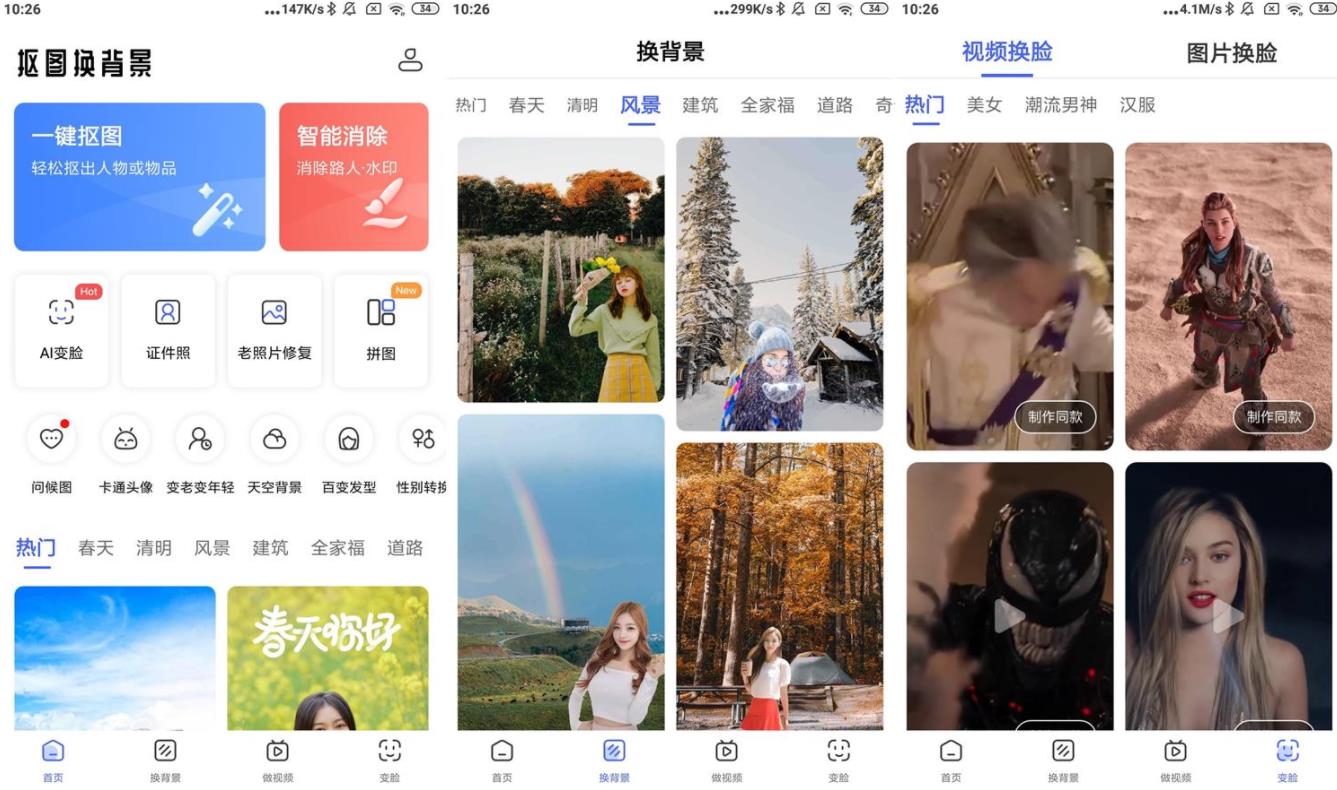 10:26
147K/s
34
抠图换背景
一键抠图
轻松抠出人物或物品
智能消除
消除路人·水印
Hot
New
AI变脸
证件照
老照片修复
拼图
问候图
卡通头像
变老变年轻
天空背景
百变发型
性别转换
热门 春天 清明 风景 建筑 全家福 道路
春天你好
首页
换背景
做视频
变脸
10:26
299K/s
34
换背景
热门 春天 清明 风景 建筑 全家福 道路 奇
首页
换背景
做视频
变脸
10:26
4.1M/s
34
视频换脸
图片换脸
热门 美女 潮流男神 汉服
制作同款
制作同款
首页
换背景
做视频
变脸